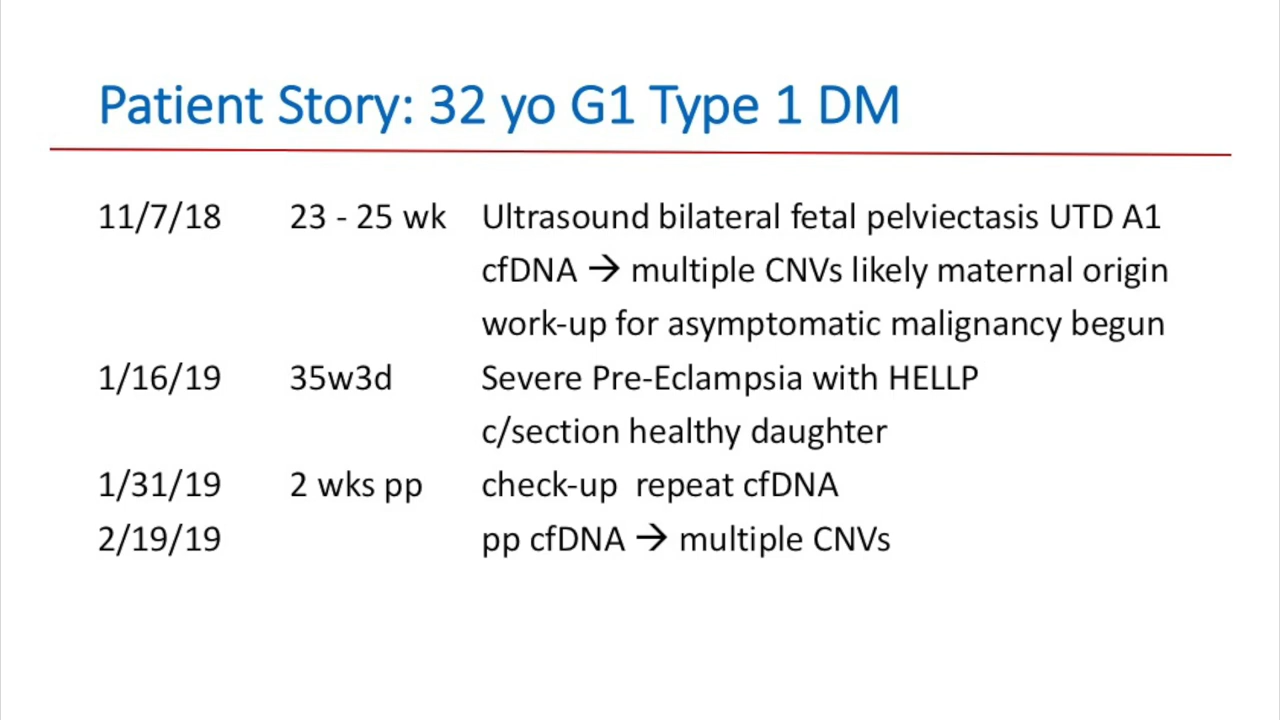 Patient Story: 32 yo G1 Type 1 DM
11/7/18 23 - 25 wk Ultrasound bilateral fetal pelviectasis UTD A1
cfDNA → multiple CNVs likely maternal origin
work-up for asymptomatic malignancy begun
1/16/19 35w3d Severe Pre-Eclampsia with HELLP
c/section healthy daughter
1/31/19 2 wks pp check-up repeat cfDNA
2/19/19 pp cfDNA → multiple CNVs